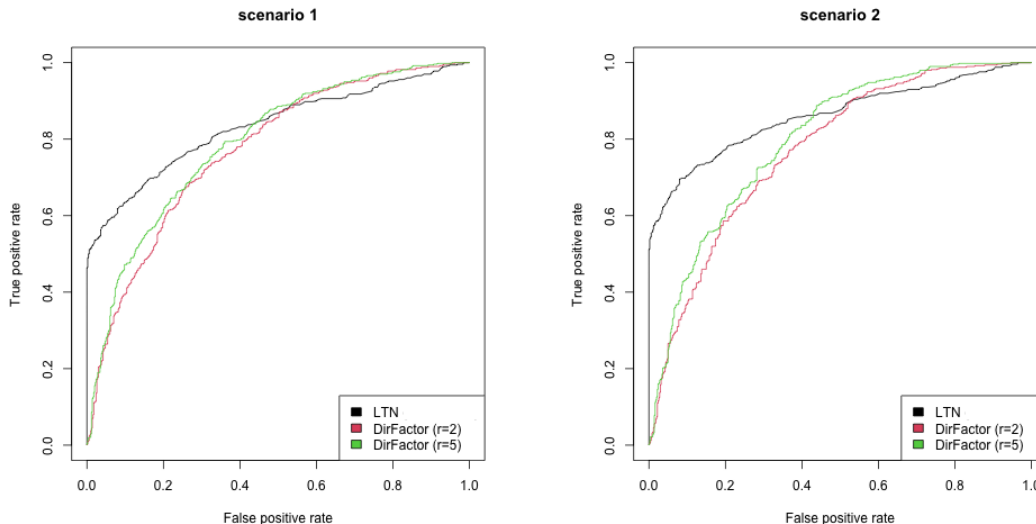 scenario 1
True positive rate
1.0
0.8
0.6
0.4
0.2
0.0
LTN
DirFactor (r=2)
DirFactor (r=5)
0.0 0.2 0.4 0.6 0.8 1.0
False positive rate
scenario 2
True positive rate
1.0
0.8
0.6
0.4
0.2
0.0
LTN
DirFactor (r=2)
DirFactor (r=5)
0.0 0.2 0.4 0.6 0.8 1.0
False positive rate